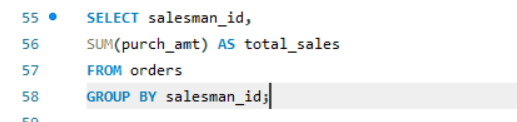 55 SELECT salesman_id,
56 SUM(purch_amt) AS total_sales
57 FROM orders
58 GROUP BY salesman_id;